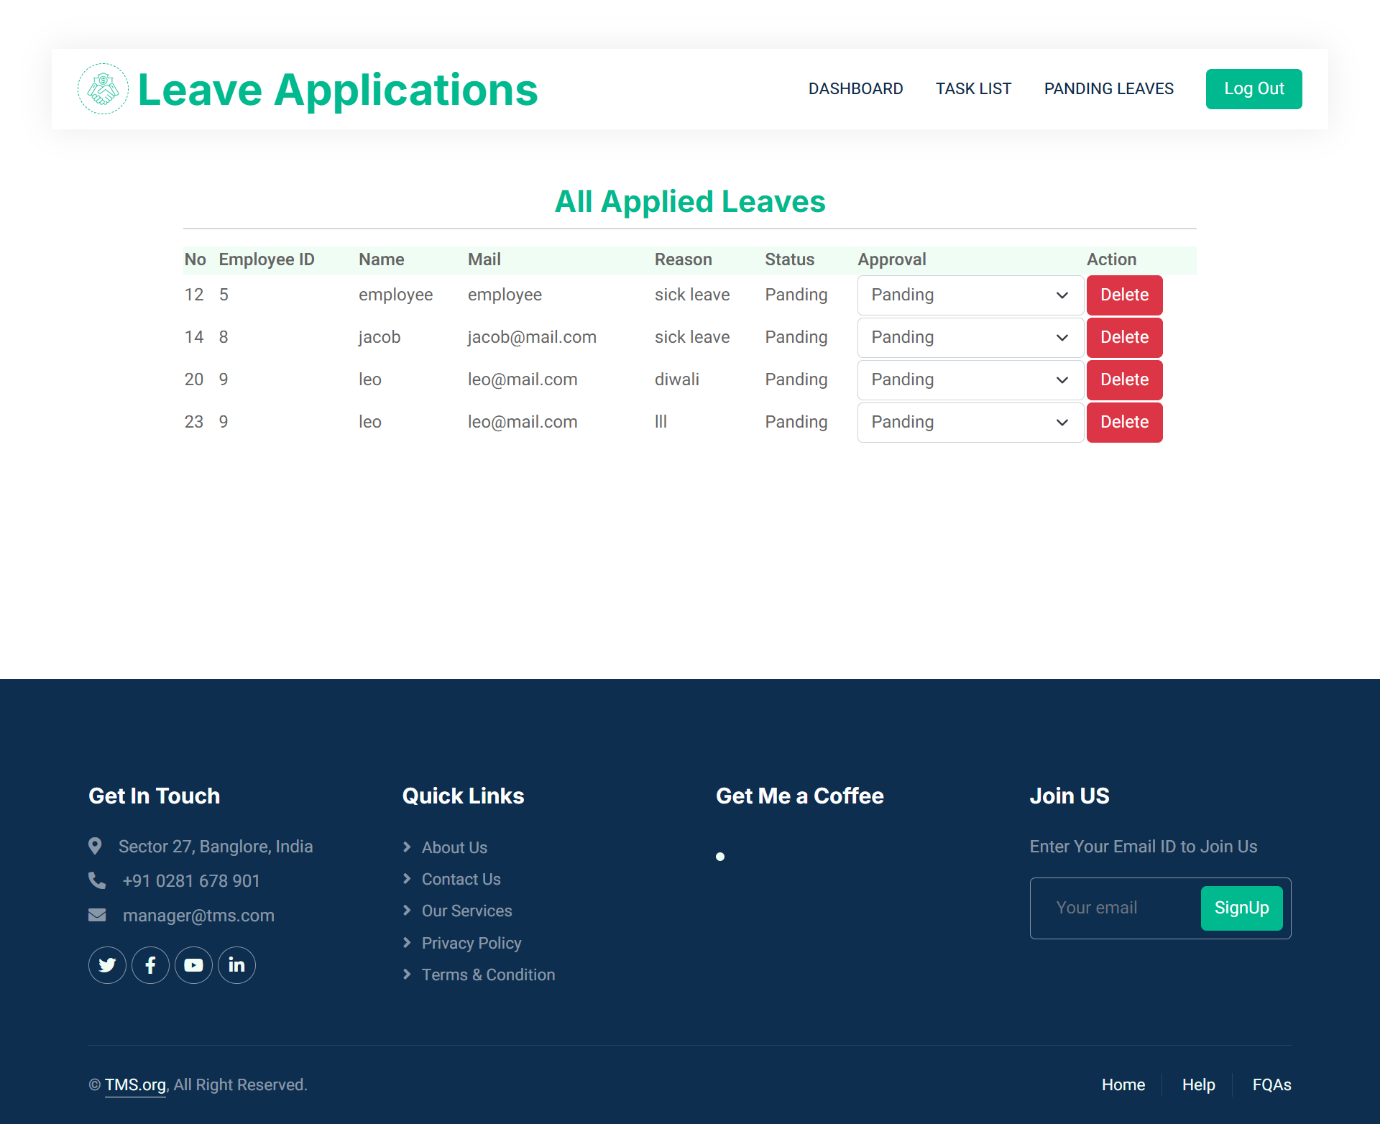 Leave Applications
DASHBOARD TASK LIST PANDING LEAVES Log Out
All Applied Leaves
No Employee ID Name Mail Reason Status Approval Action
12 5 employee employee sick leave Panding Panding Delete
14 8 jacob jacob@mail.com sick leave Panding Panding Delete
20 9 leo leo@mail.com diwali Panding Panding Delete
23 9 leo leo@mail.com lll Panding Panding Delete
Get In Touch
Sector 27, Banglore, India
+91 0281 678 901
manager@tms.com
Quick Links
About Us
Contact Us
Our Services
Privacy Policy
Terms & Condition
Get Me a Coffee
Join US
Enter Your Email ID to Join Us
Your email SignUp
© TMS.org, All Right Reserved.
Home Help FQAs